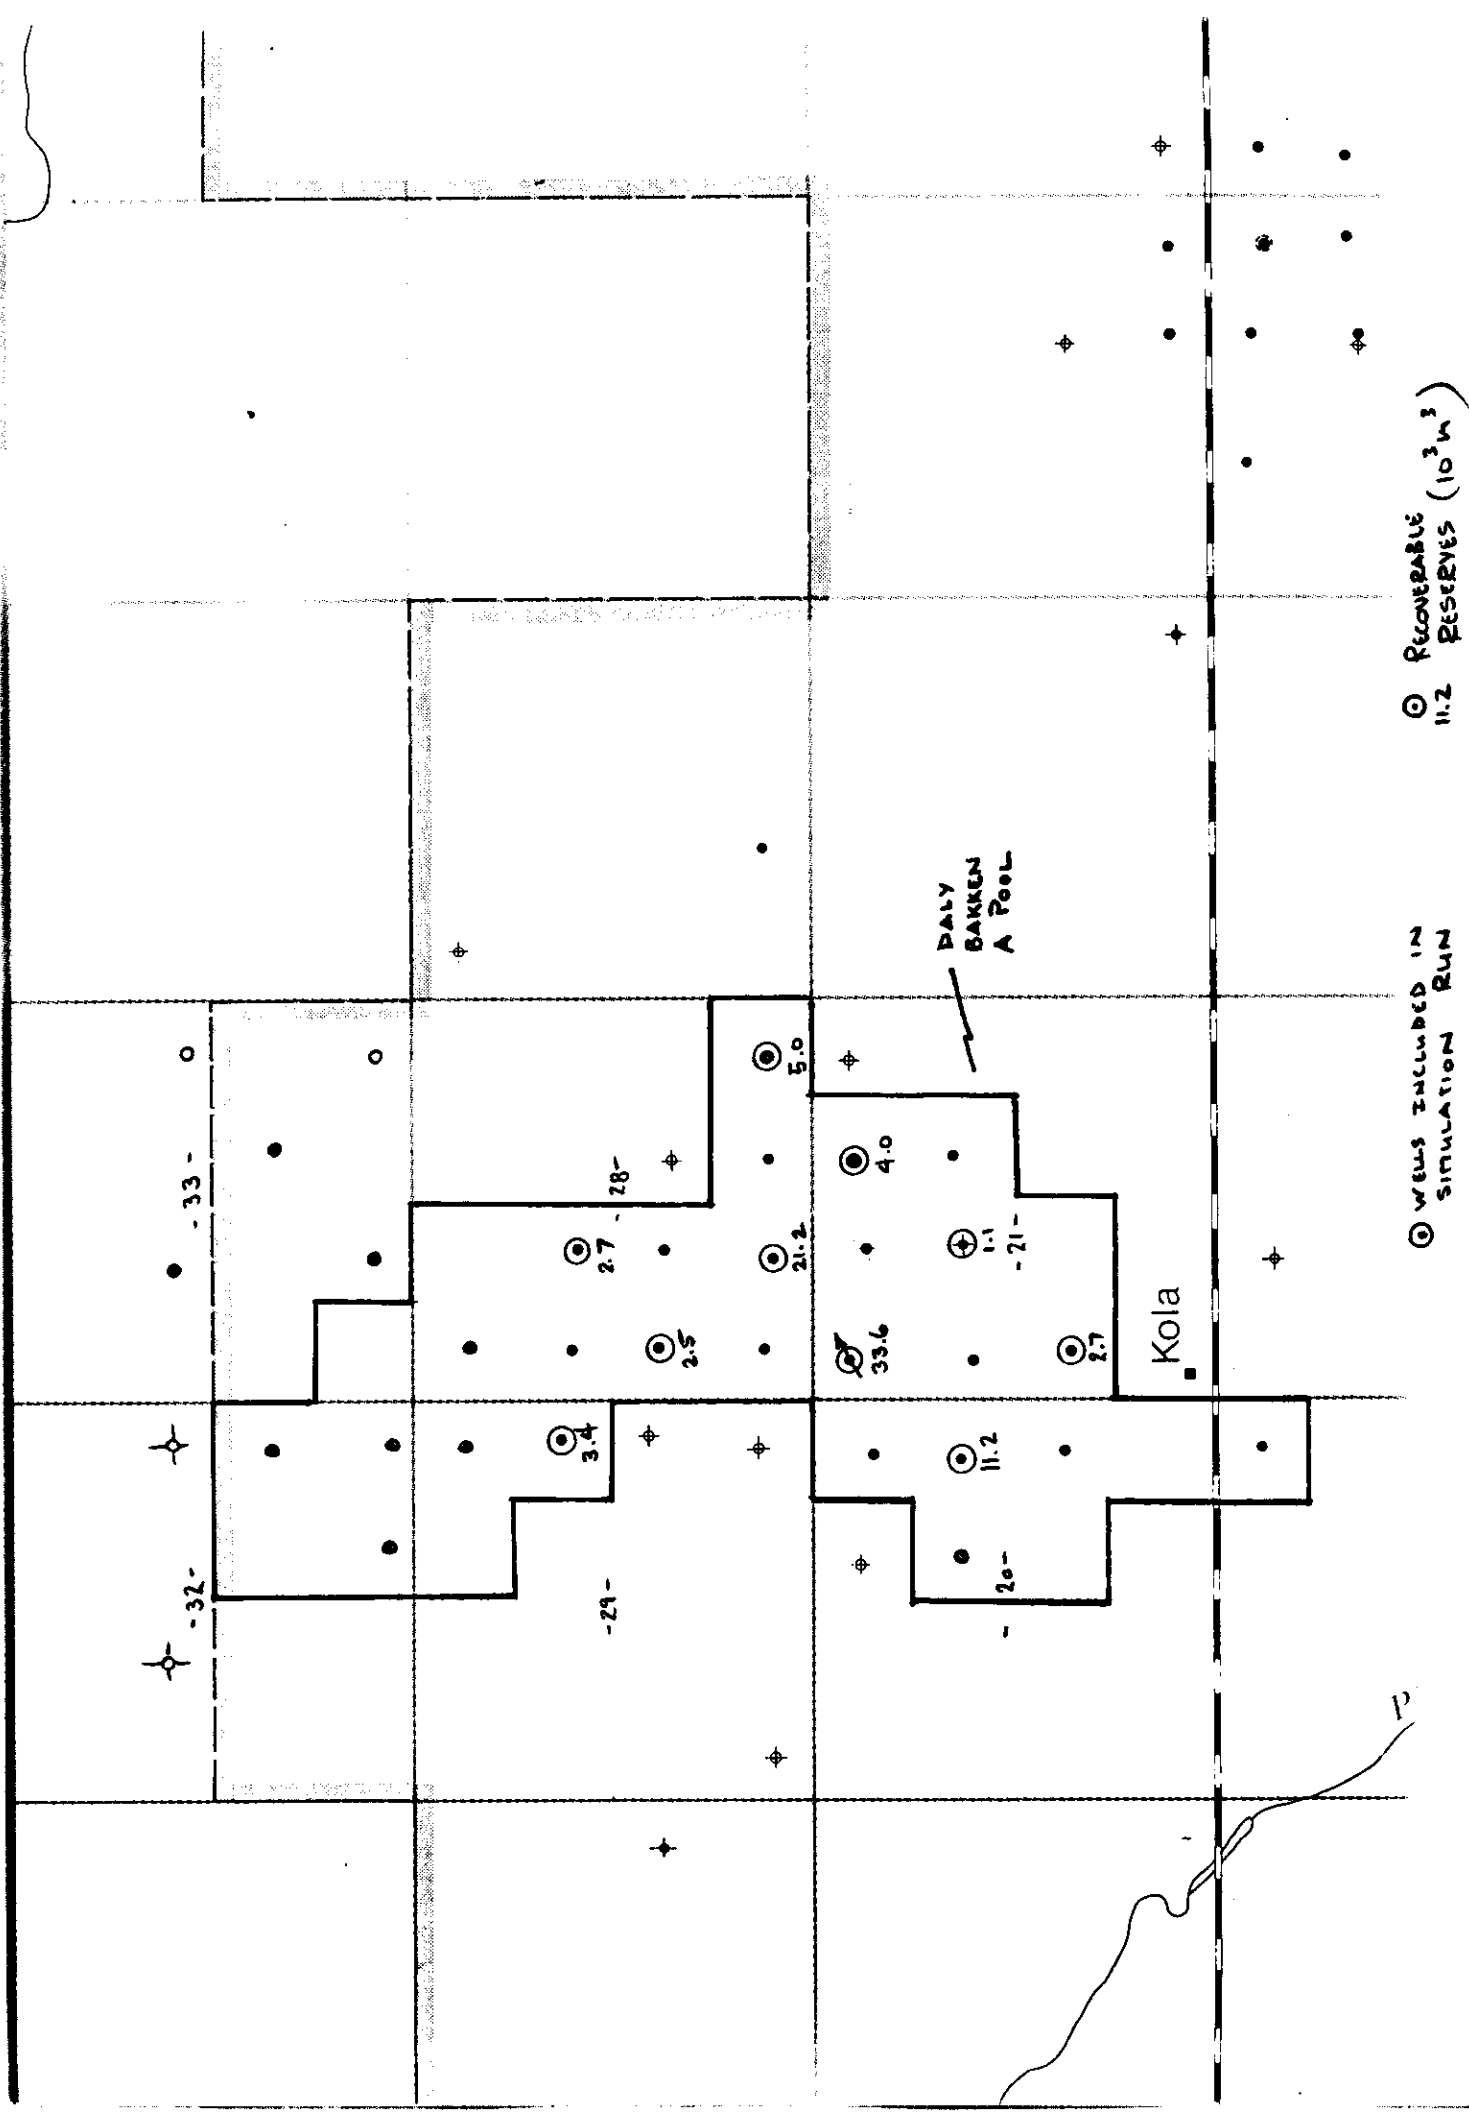 - 33 -
- 32 -
- 28 -
- 29 -
2.7
2.5
3.4
5.0
21.2
4.0
33.6
1.1
- 21 -
2.7
11.2
- 20 -
DALY
BAKKEN
A POOL
Kola
P
⊙ WELLS INCLUDED IN
SIMULATION RUN
⊙ RECOVERABLE
11.2 RESERVES (10³m³)